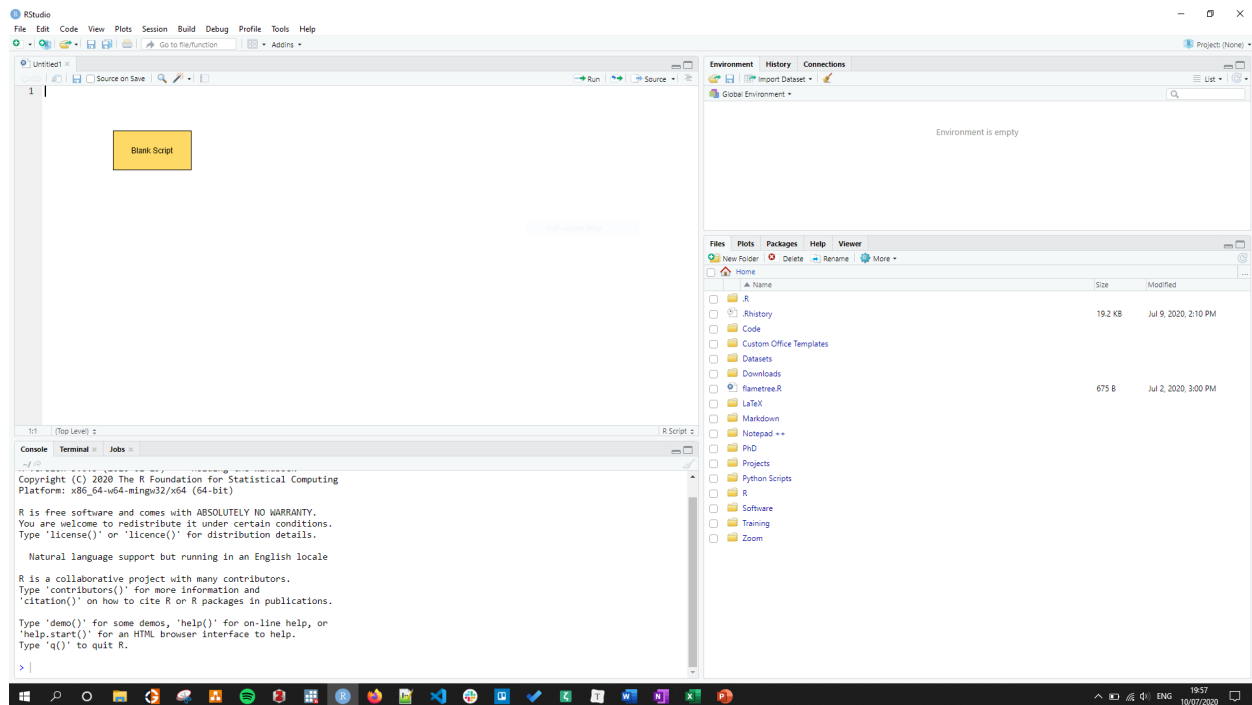 RStudio
File Edit Code View Plots Session Build Debug Profile Tools Help
Go to file/function Addins
Project: (None)
Untitled1
Source on Save Run Source
1
Blank Script
1:1 (Top Level) R Script
Console Terminal Jobs
~/
Copyright (C) 2020 The R Foundation for Statistical Computing
Platform: x86_64-w64-mingw32/x64 (64-bit)
R is free software and comes with ABSOLUTELY NO WARRANTY.
You are welcome to redistribute it under certain conditions.
Type 'license()' or 'licence()' for distribution details.
Natural language support but running in an English locale
R is a collaborative project with many contributors.
Type 'contributors()' for more information and
'citation()' on how to cite R or R packages in publications.
Type 'demo()' for some demos, 'help()' for on-line help, or
'help.start()' for an HTML browser interface to help.
Type 'q()' to quit R.
>
Environment History Connections
Import Dataset List
Global Environment
Environment is empty
Files Plots Packages Help Viewer
New Folder Delete Rename More
Home ...
Name Size Modified
.R
.Rhistory 19.2 KB Jul 9, 2020, 2:10 PM
Code
Custom Office Templates
Datasets
Downloads
flametree.R 675 B Jul 2, 2020, 3:00 PM
LaTeX
Markdown
Notepad ++
PhD
Projects
Python Scripts
R
Software
Training
Zoom
ENG 19:57
10/07/2020